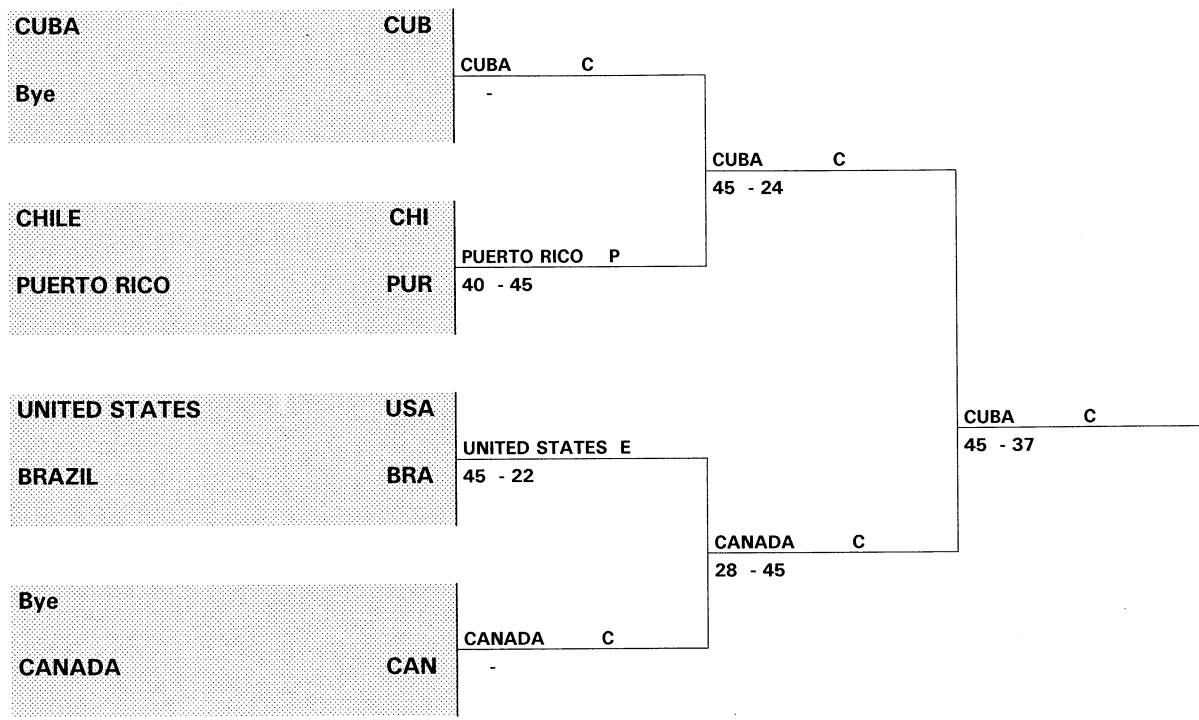 CUBA CUB
Bye
CHILE CHI
PUERTO RICO PUR
UNITED STATES USA
BRAZIL BRA
Bye
CANADA CAN
CUBA C
-
PUERTO RICO P
40 - 45
UNITED STATES E
45 - 22
CANADA C
-
CUBA C
45 - 24
CANADA C
28 - 45
CUBA C
45 - 37